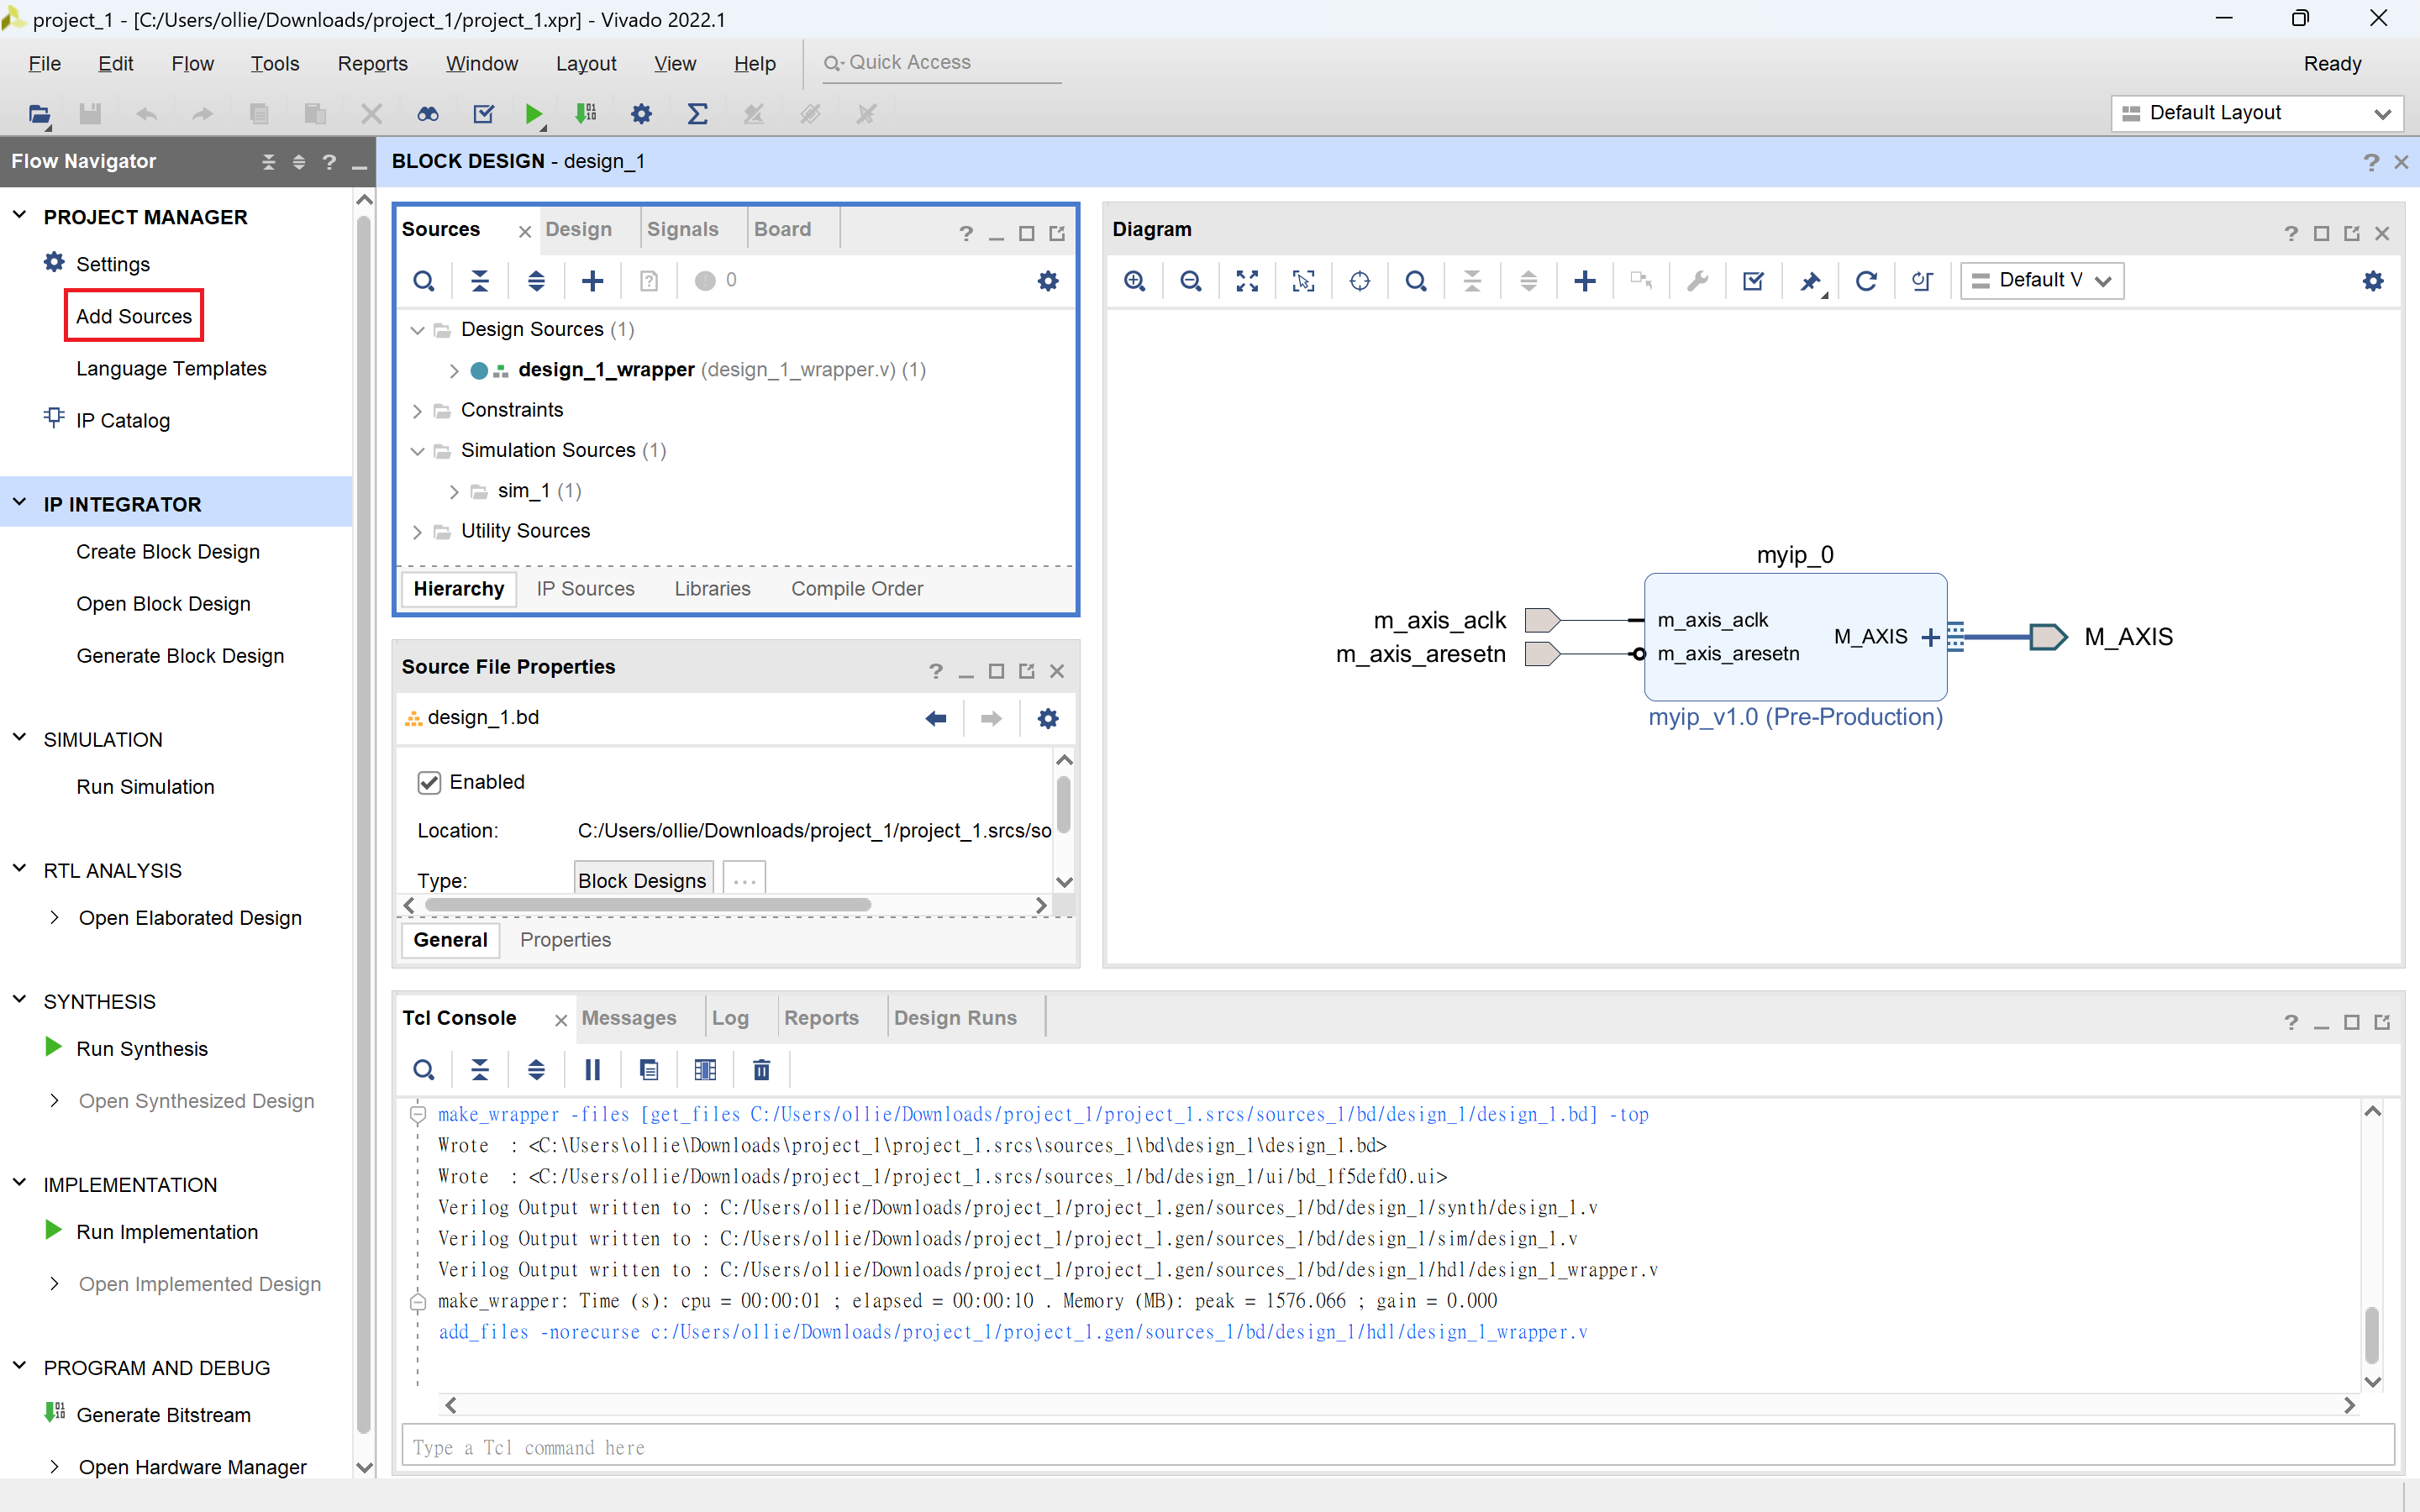 project_1 - [C:/Users/ollie/Downloads/project_1/project_1.xpr] - Vivado 2022.1
File Edit Flow Tools Reports Window Layout View Help Quick Access Ready
Default Layout
Flow Navigator
PROJECT MANAGER
Settings
Add Sources
Language Templates
IP Catalog
IP INTEGRATOR
Create Block Design
Open Block Design
Generate Block Design
SIMULATION
Run Simulation
RTL ANALYSIS
Open Elaborated Design
SYNTHESIS
Run Synthesis
Open Synthesized Design
IMPLEMENTATION
Run Implementation
Open Implemented Design
PROGRAM AND DEBUG
Generate Bitstream
Open Hardware Manager
BLOCK DESIGN - design_1
Sources Design Signals Board
0
Design Sources (1)
design_1_wrapper (design_1_wrapper.v) (1)
Constraints
Simulation Sources (1)
sim_1 (1)
Utility Sources
Hierarchy IP Sources Libraries Compile Order
Source File Properties
design_1.bd
Enabled
Location: C:/Users/ollie/Downloads/project_1/project_1.srcs/so
Type: Block Designs ...
General Properties
Diagram
Default V
myip_0
m_axis_aclk
m_axis_aresetn
m_axis_aclk
m_axis_aresetn
M_AXIS
M_AXIS
myip_v1.0 (Pre-Production)
Tcl Console Messages Log Reports Design Runs
make_wrapper -files [get_files C:/Users/ollie/Downloads/project_1/project_1.srcs/sources_1/bd/design_1/design_1.bd] -top
Wrote  : <C:\Users\ollie\Downloads\project_1\project_1.srcs\sources_1\bd\design_1\design_1.bd>
Wrote  : <C:/Users/ollie/Downloads/project_1/project_1.srcs/sources_1/bd/design_1/ui/bd_1f5defd0.ui>
Verilog Output written to : C:/Users/ollie/Downloads/project_1/project_1.gen/sources_1/bd/design_1/synth/design_1.v
Verilog Output written to : C:/Users/ollie/Downloads/project_1/project_1.gen/sources_1/bd/design_1/sim/design_1.v
Verilog Output written to : C:/Users/ollie/Downloads/project_1/project_1.gen/sources_1/bd/design_1/hdl/design_1_wrapper.v
make_wrapper: Time (s): cpu = 00:00:01 ; elapsed = 00:00:10 . Memory (MB): peak = 1576.066 ; gain = 0.000
add_files -norecurse c:/Users/ollie/Downloads/project_1/project_1.gen/sources_1/bd/design_1/hdl/design_1_wrapper.v
Type a Tcl command here